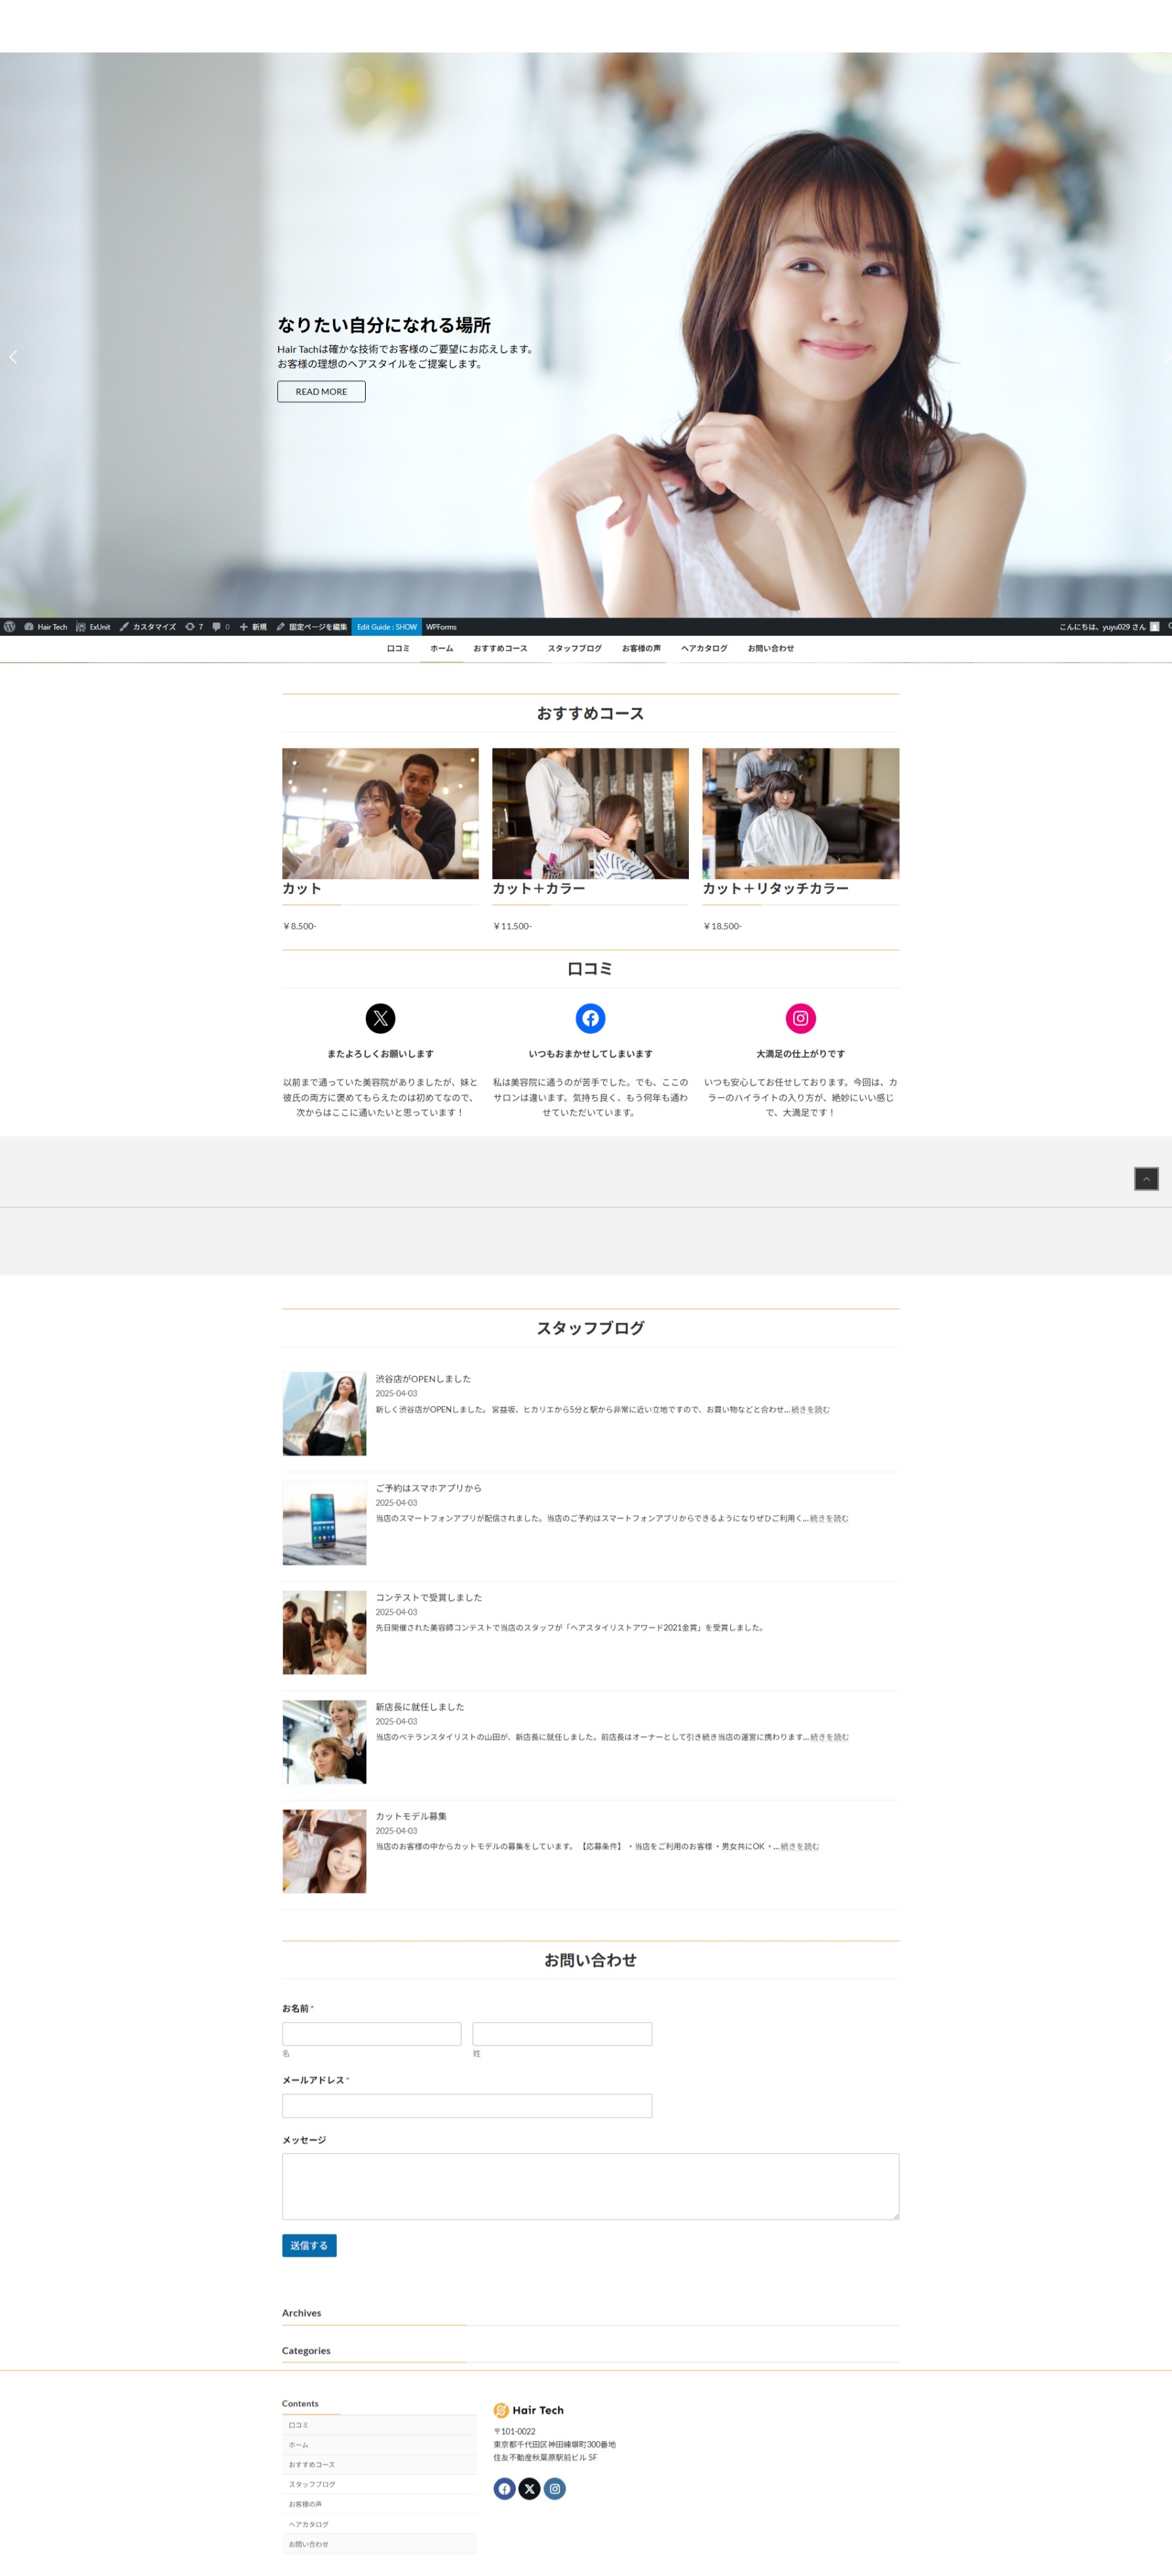 なりたい自分になれる場所
Hair Tachは確かな技術でお客様のご要望にお応えします。
お客様の理想のヘアスタイルをご提案します。
READ MORE
Hair Tech ExUnit カスタマイズ 7 0 新規 固定ページを編集 Edit Guide : SHOW WPForms こんにちは、yuyu029 さん
口コミ ホーム おすすめコース スタッフブログ お客様の声 ヘアカタログ お問い合わせ
おすすめコース
カット カット＋カラー カット＋リタッチカラー
￥8.500- ￥11.500- ￥18.500-
口コミ
またよろしくお願いします
以前まで通っていた美容院がありましたが、妹と
彼氏の両方に褒めてもらえたのは初めてなので、
次からはここに通いたいと思っています！
いつもおまかせしてしまいます
私は美容院に通うのが苦手でした。でも、ここの
サロンは違います。気持ち良く、もう何年も通わ
せていただいています。
大満足の仕上がりです
いつも安心してお任せしております。今回は、カ
ラーのハイライトの入り方が、絶妙にいい感じ
で、大満足です！
スタッフブログ
渋谷店がOPENしました
2025-04-03
新しく渋谷店がOPENしました。 宮益坂、ヒカリエから5分と駅から非常に近い立地ですので、お買い物などと合わせ... 続きを読む
ご予約はスマホアプリから
2025-04-03
当店のスマートフォンアプリが配信されました。当店のご予約はスマートフォンアプリからできるようになりぜひご利用く... 続きを読む
コンテストで受賞しました
2025-04-03
先日開催された美容師コンテストで当店のスタッフが「ヘアスタイリストアワード2021金賞」を受賞しました。
新店長に就任しました
2025-04-03
当店のベテランスタイリストの山田が、新店長に就任しました。前店長はオーナーとして引き続き当店の運営に携わります... 続きを読む
カットモデル募集
2025-04-03
当店のお客様の中からカットモデルの募集をしています。 【応募条件】 ・当店をご利用のお客様 ・男女共にOK ・... 続きを読む
お問い合わせ
お名前 *
名 姓
メールアドレス *
メッセージ
送信する
Archives
Categories
Contents
口コミ
ホーム
おすすめコース
スタッフブログ
お客様の声
ヘアカタログ
お問い合わせ
Hair Tech
〒101-0022
東京都千代田区神田練塀町300番地
住友不動産秋葉原駅前ビル 5F